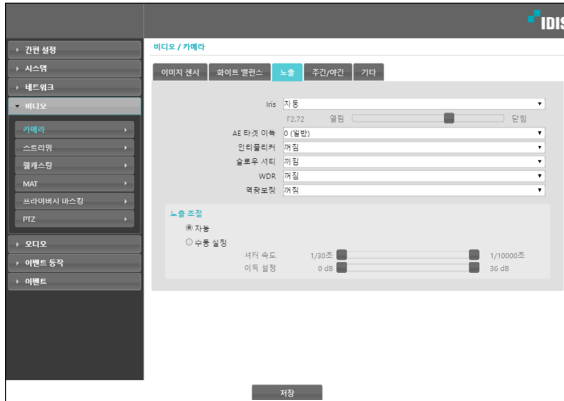 IDIS
간편 설정
시스템
네트워크
비디오
카메라
스트리밍
웹캐스팅
MAT
프라이버시 마스킹
PTZ
오디오
이벤트 동작
이벤트
비디오 / 카메라
이미지 센서 화이트 밸런스 노출 주간/야간 기타
Iris 자동
F2.72 열림 닫힘
AE 타겟 이득 0 (일반)
안티플리커 꺼짐
슬로우 셔터 꺼짐
WDR 꺼짐
역광보정 꺼짐
노출 조정
자동
수동 설정
셔터 속도 1/30초 1/10000초
이득 설정 0 dB 36 dB
저장